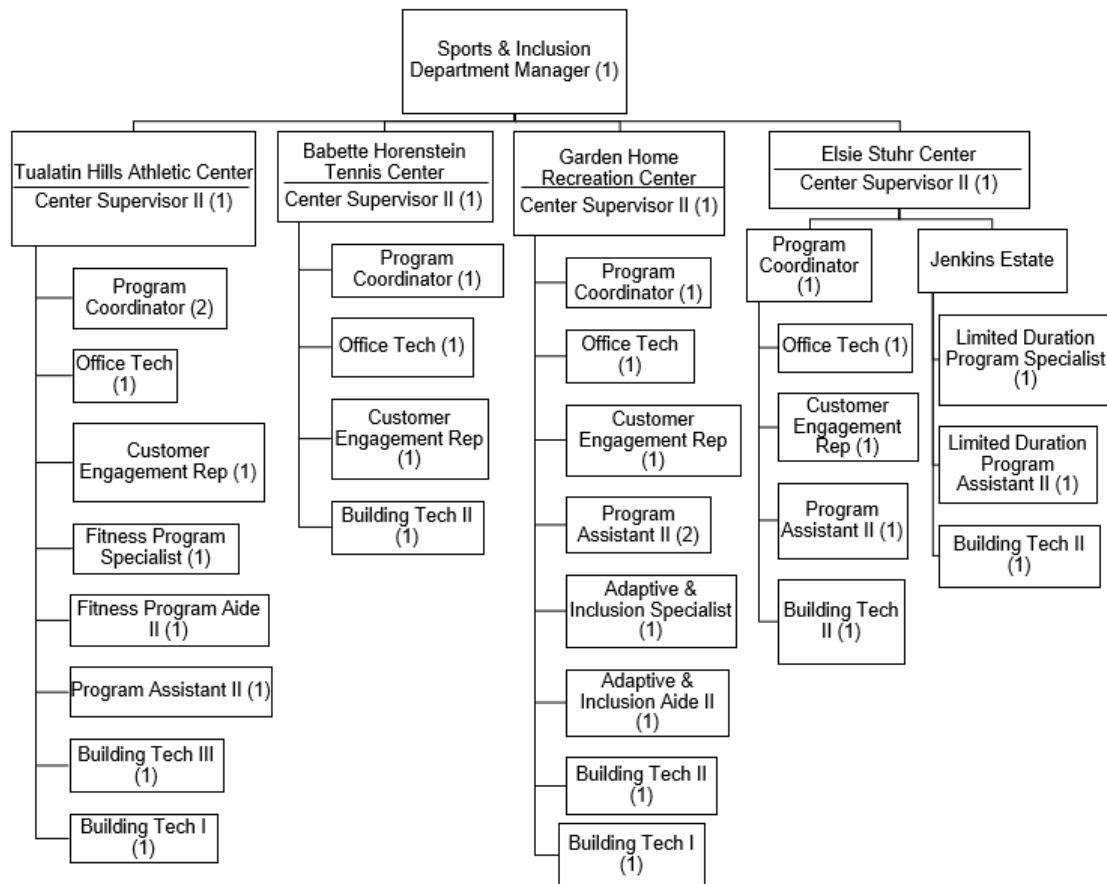 Sports & Inclusion
Department Manager (1)
Tualatin Hills Athletic Center
Center Supervisor II (1)
Program
Coordinator (2)
Office Tech
(1)
Customer
Engagement Rep (1)
Fitness Program
Specialist (1)
Fitness Program Aide
II (1)
Program Assistant II (1)
Building Tech III
(1)
Building Tech I
(1)
Babette Horenstein
Tennis Center
Center Supervisor II (1)
Program
Coordinator (1)
Office Tech (1)
Customer
Engagement Rep
(1)
Building Tech II
(1)
Garden Home
Recreation Center
Center Supervisor II (1)
Program
Coordinator (1)
Office Tech
(1)
Customer
Engagement Rep
(1)
Program
Assistant II (2)
Adaptive &
Inclusion Specialist
(1)
Adaptive &
Inclusion Aide II
(1)
Building Tech II
(1)
Building Tech I
(1)
Elsie Stuhr Center
Center Supervisor II (1)
Program
Coordinator
(1)
Office Tech (1)
Customer
Engagement
Rep (1)
Program
Assistant II (1)
Building Tech
II (1)
Jenkins Estate
Limited Duration
Program Specialist
(1)
Limited Duration
Program
Assistant II (1)
Building Tech II
(1)